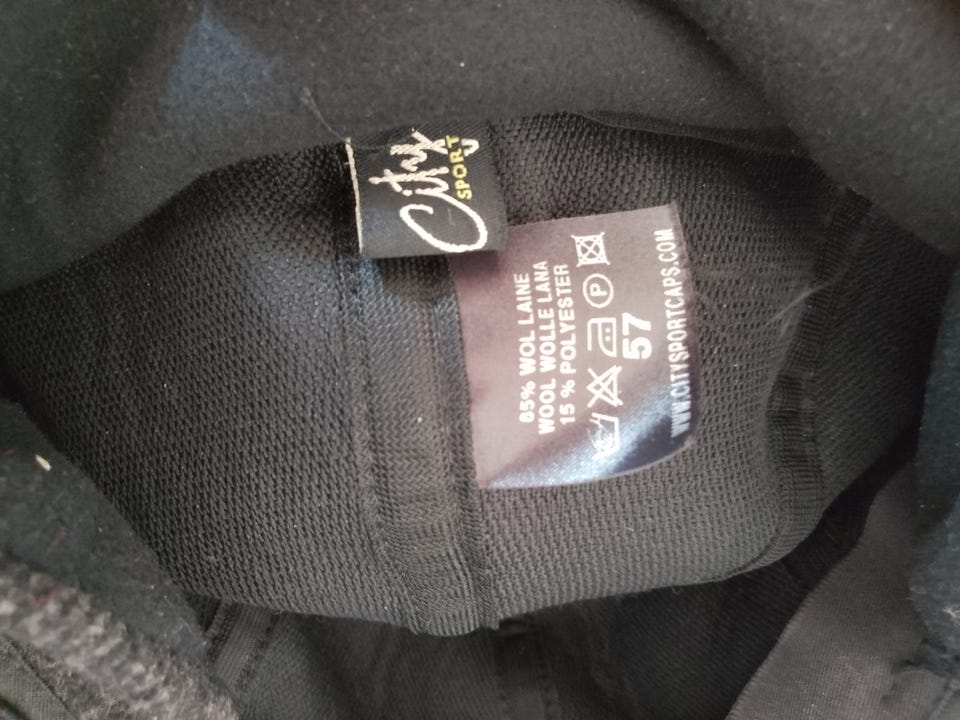 City
SPORT
85% WOL LAINE
WOOL WOLLE LANA
15 % POLYESTER
P
57
WWW.CITYSPORTCAPS.COM